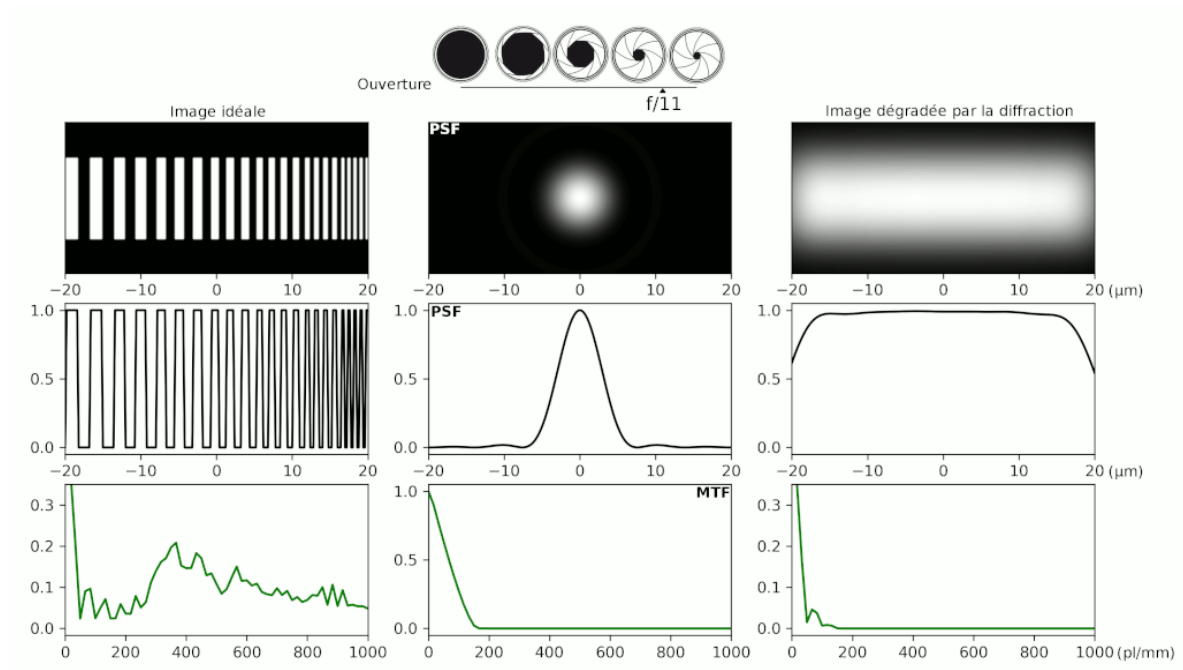 Ouverture
f/11
Image idéale
Image dégradée par la diffraction
PSF
−20 −10 0 10 20
−20 −10 0 10 20
−20 −10 0 10 20 (μm)
1.0
0.5
0.0
−20 −10 0 10 20
PSF
1.0
0.5
0.0
−20 −10 0 10 20
1.0
0.5
0.0
−20 −10 0 10 20 (μm)
0.3
0.2
0.1
0.0
0 200 400 600 800 1000
MTF
1.0
0.5
0.0
0 200 400 600 800 1000
0.3
0.2
0.1
0.0
0 200 400 600 800 1000 (pl/mm)